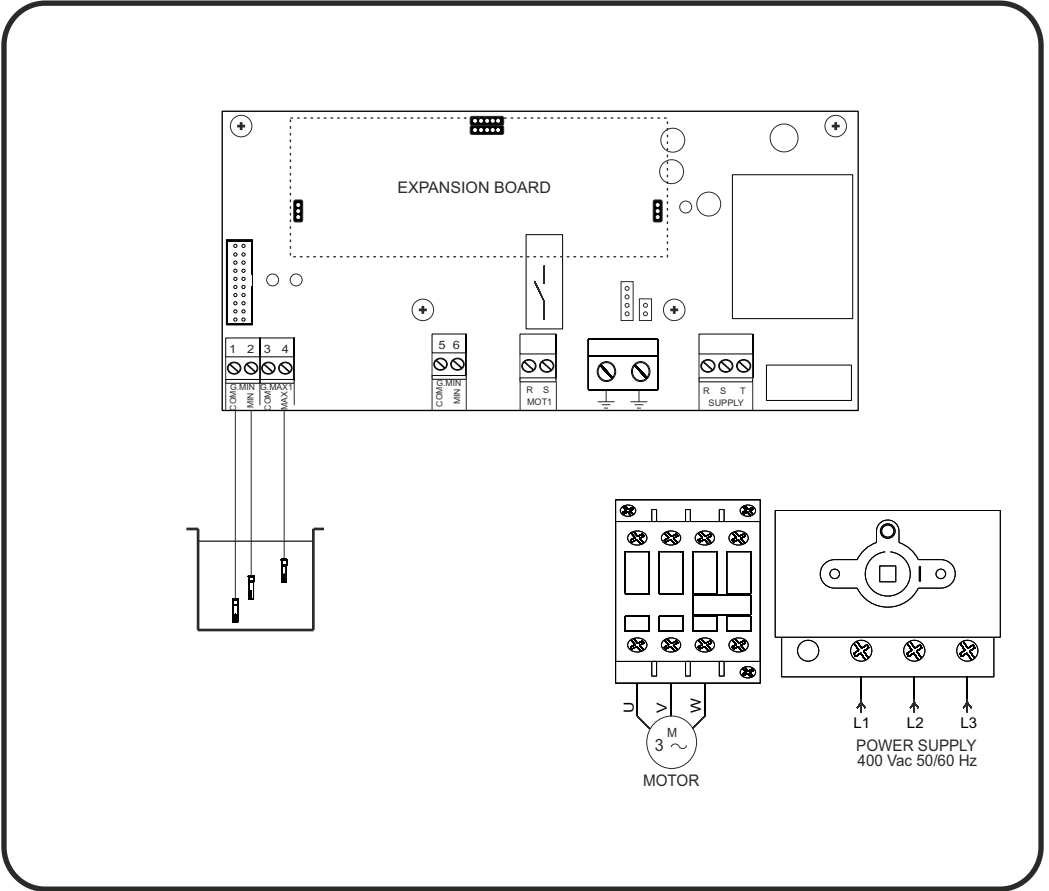 EXPANSION BOARD
1 2 3 4
5 6
COM
G.MIN
MIN
COM
G.MAX1
MAX
COM
G.MIN
MIN
R S
MOT1
R S T
SUPPLY
U V W
M
3 ~
MOTOR
L1 L2 L3
POWER SUPPLY
400 Vac 50/60 Hz